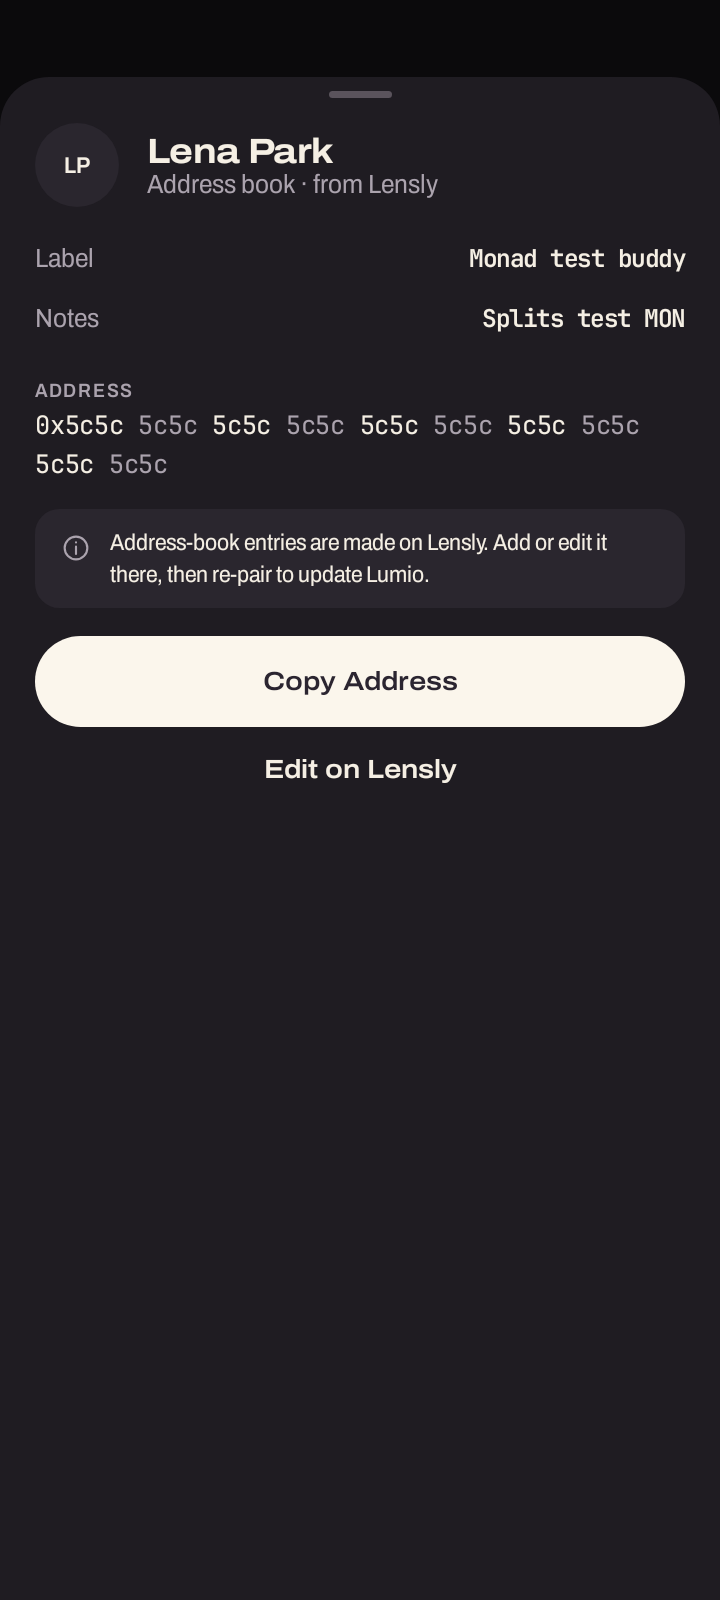 LP
Lena Park
Address book · from Lensly
Label Monad test buddy
Notes Splits test MON
ADDRESS
0x5c5c 5c5c 5c5c 5c5c 5c5c 5c5c 5c5c 5c5c
5c5c 5c5c
Address-book entries are made on Lensly. Add or edit it
there, then re-pair to update Lumio.
Copy Address
Edit on Lensly